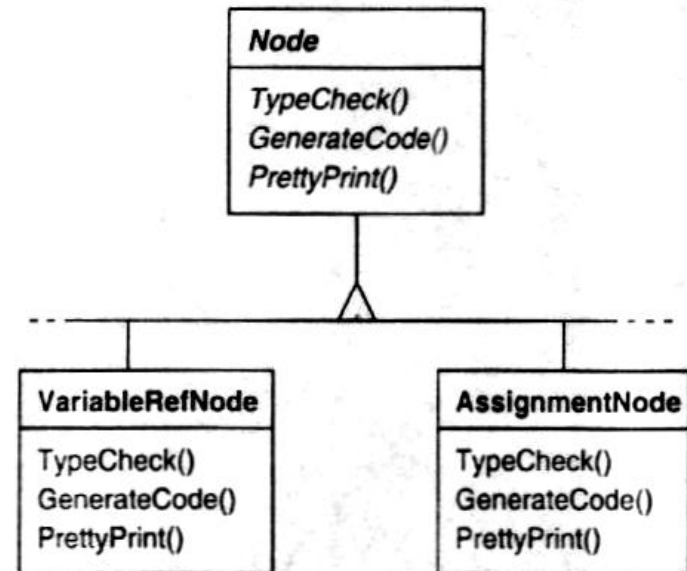 Node
TypeCheck()
GenerateCode()
PrettyPrint()
VariableRefNode
TypeCheck()
GenerateCode()
PrettyPrint()
AssignmentNode
TypeCheck()
GenerateCode()
PrettyPrint()